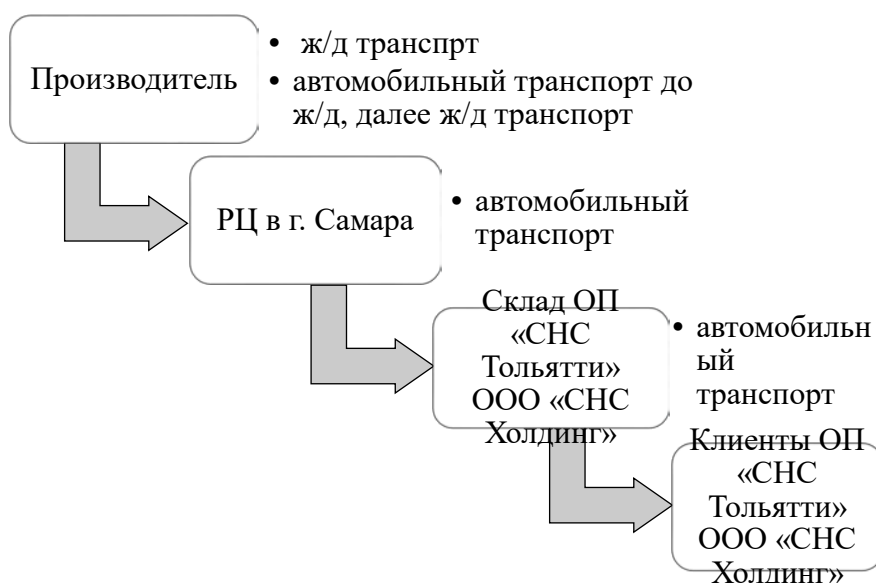 Производитель
• ж/д транспрт
• автомобильный транспорт до
ж/д, далее ж/д транспорт
РЦ в г. Самара
• автомобильный
транспорт
Склад ОП
«СНС
Тольятти»
ООО «СНС
Холдинг»
• автомобильн
ый
транспорт
Клиенты ОП
«СНС
Тольятти»
ООО «СНС
Холдинг»